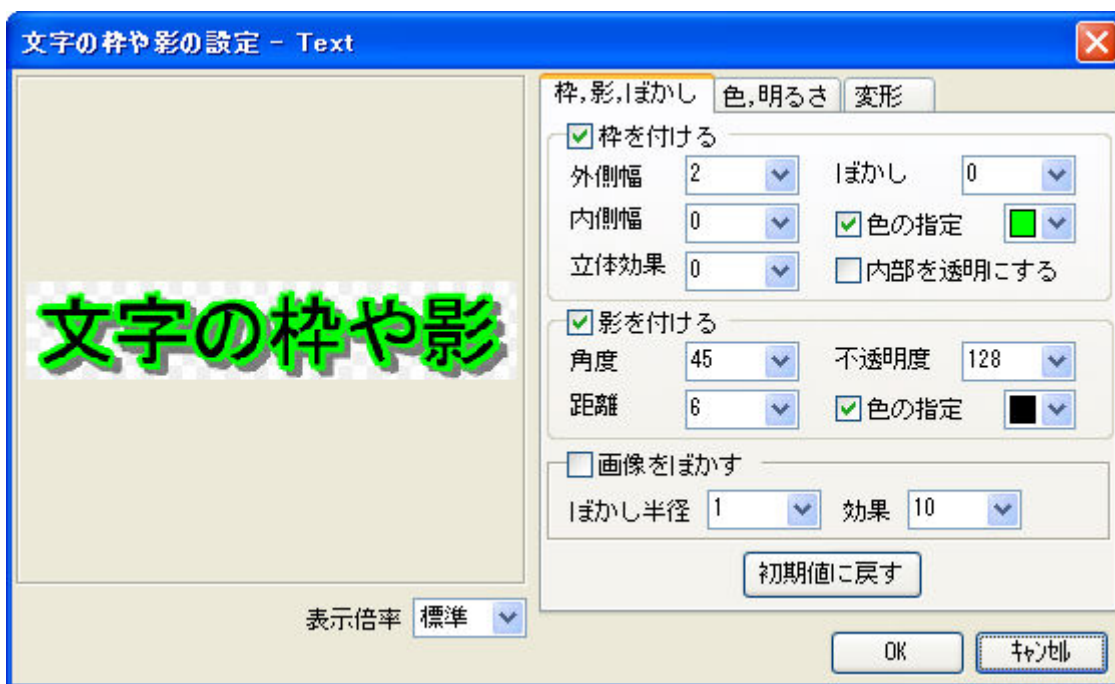 文字の枠や影の設定 - Text
枠,影,ぼかし 色,明るさ 変形
枠を付ける
外側幅 2 ぼかし 0
内側幅 0 色の指定
立体効果 0 内部を透明にする
文字の枠や影
影を付ける
角度 45 不透明度 128
距離 6 色の指定
画像をぼかす
ぼかし半径 1 効果 10
初期値に戻す
表示倍率 標準
OK ｷｬﾝｾﾙ